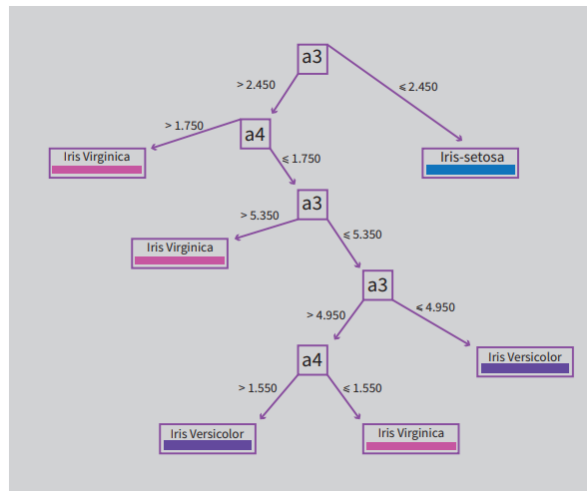 a3
> 2.450
⩽ 2.450
> 1.750
a4
Iris Virginica
⩽ 1.750
Iris-setosa
a3
> 5.350
⩽ 5.350
Iris Virginica
a3
> 4.950
⩽ 4.950
a4
Iris Versicolor
> 1.550
⩽ 1.550
Iris Versicolor
Iris Virginica